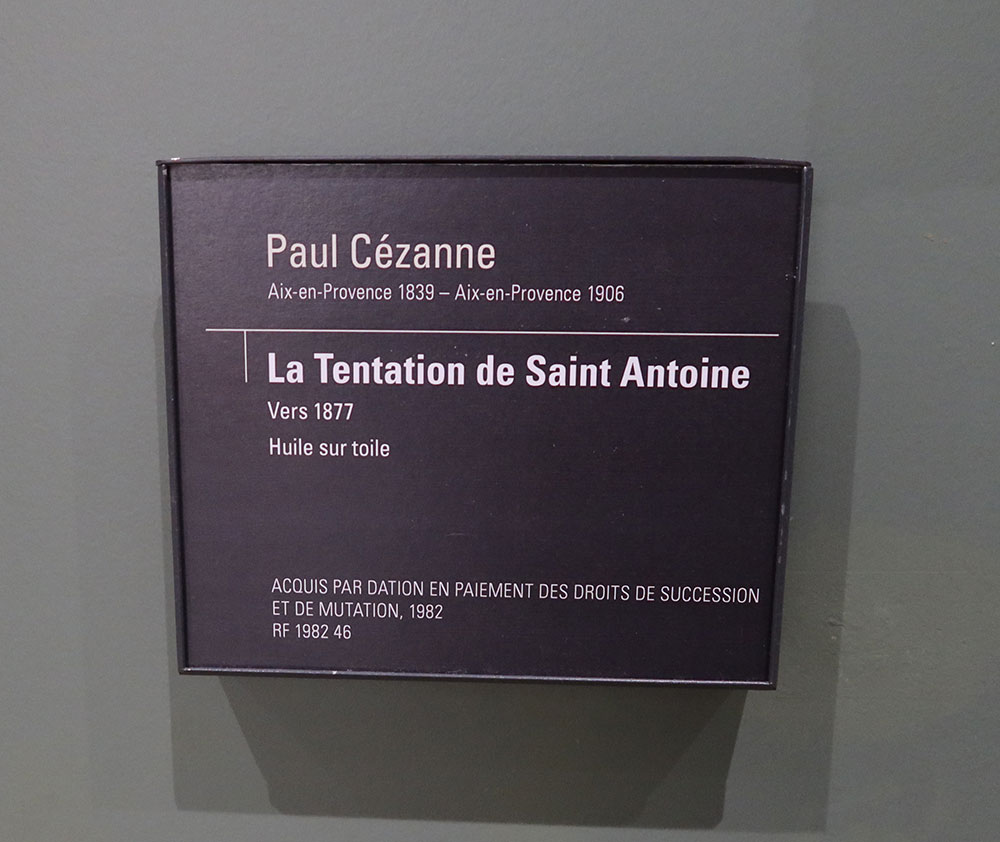 Paul Cézanne
Aix-en-Provence 1839 – Aix-en-Provence 1906
La Tentation de Saint Antoine
Vers 1877
Huile sur toile
ACQUIS PAR DATION EN PAIEMENT DES DROITS DE SUCCESSION
ET DE MUTATION, 1982
RF 1982 46